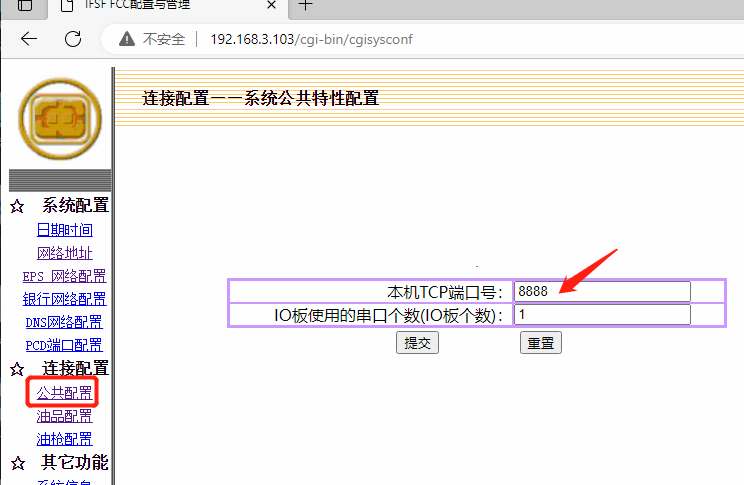 IFSF FCC配置与管理
不安全 192.168.3.103/cgi-bin/cgisysconf
连接配置——系统公共特性配置
☆ 系统配置
日期时间
网络地址
EPS 网络配置
银行网络配置
DNS网络配置
PCD端口配置
☆ 连接配置
公共配置
油品配置
油枪配置
☆ 其它功能
系统信息
本机TCP端口号: 8888
IO板使用的串口个数(IO板个数): 1
提交 重置